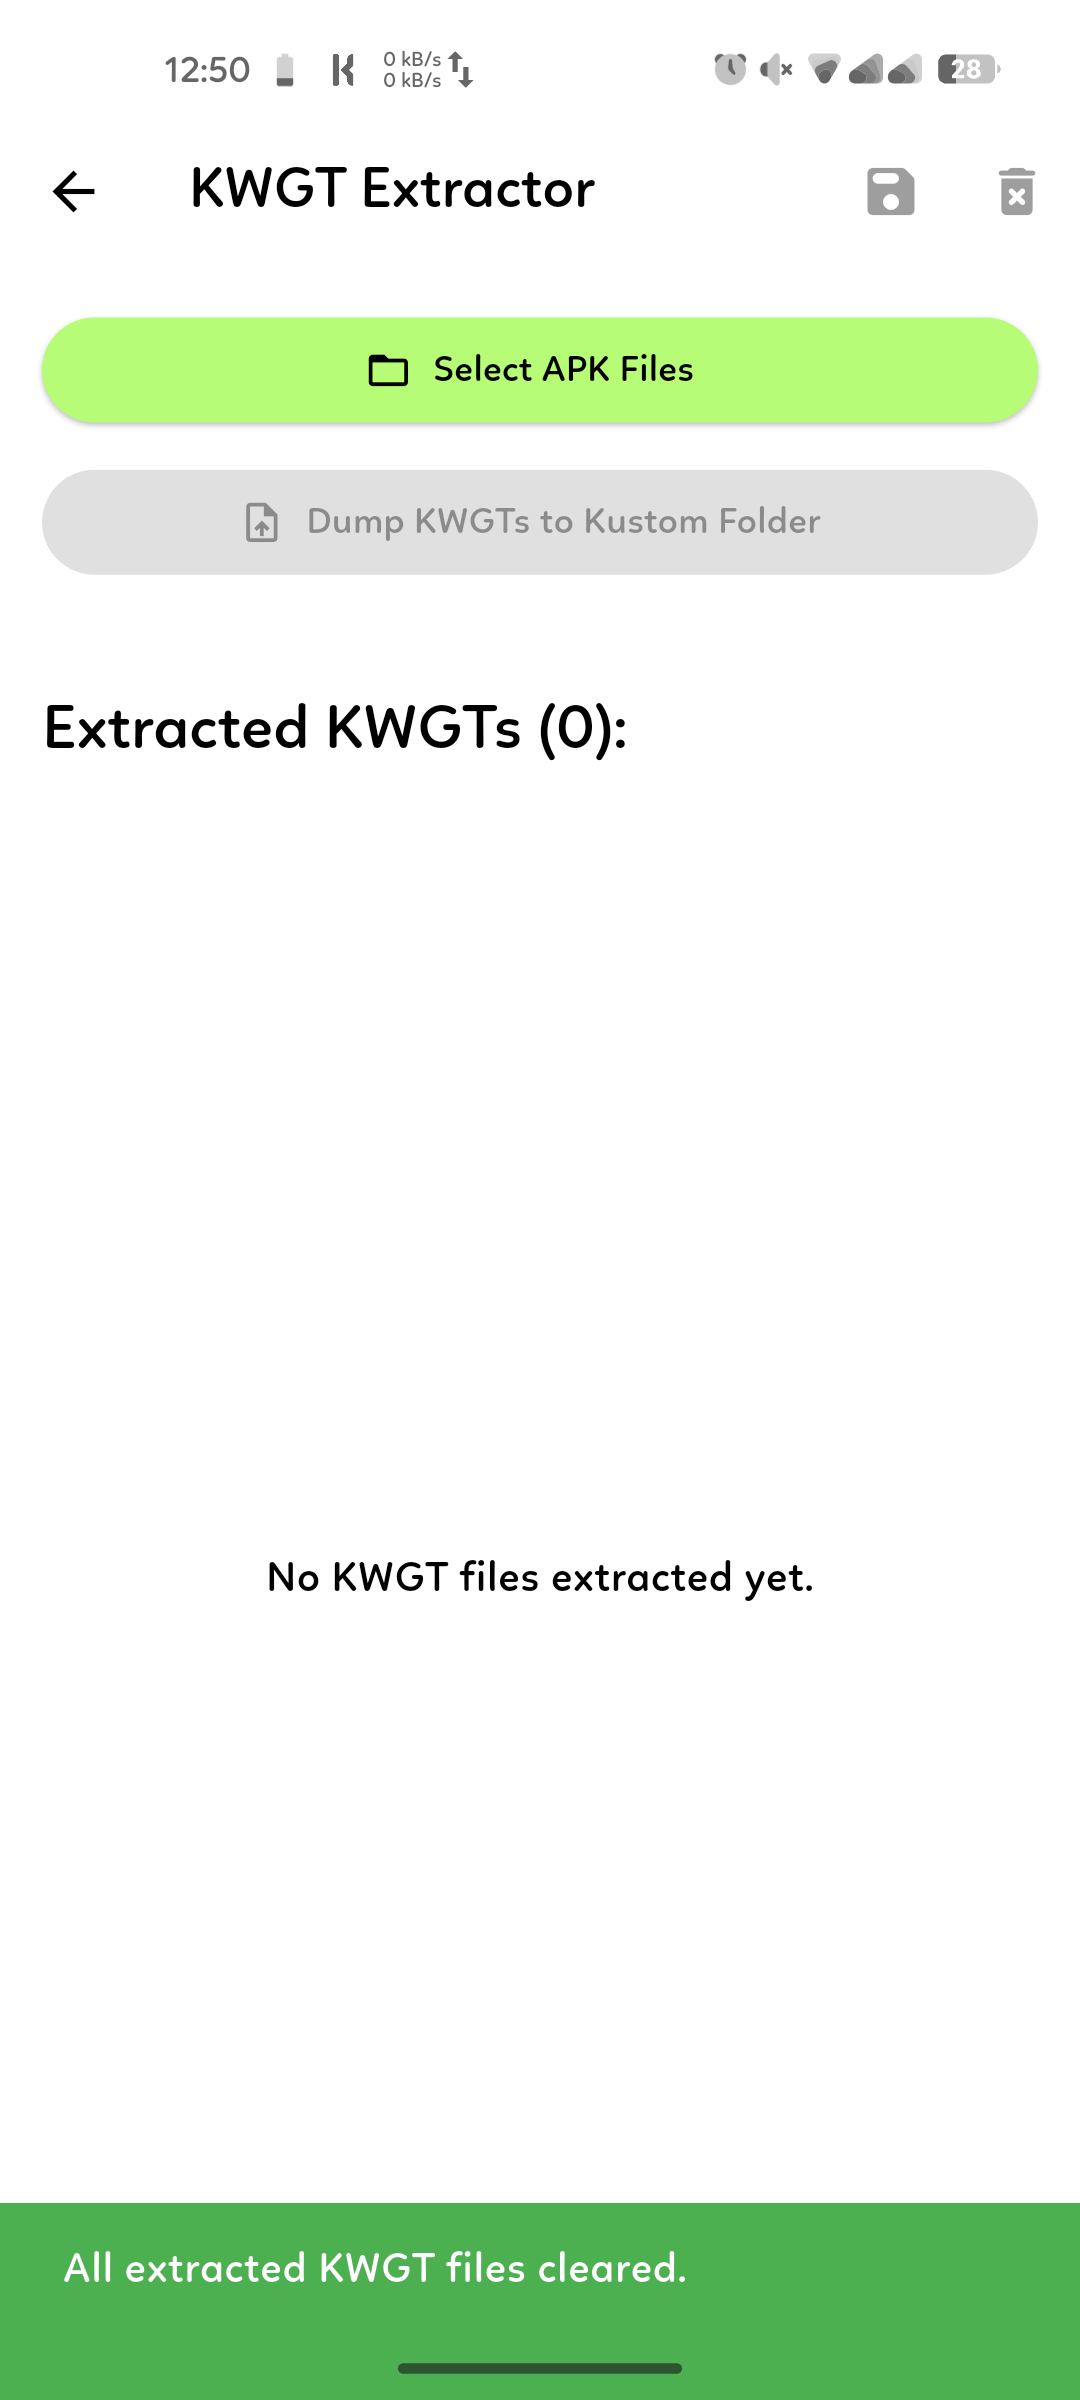 12:50
0 kB/s
0 kB/s
28
KWGT Extractor
Select APK Files
Dump KWGTs to Kustom Folder
Extracted KWGTs (0):
No KWGT files extracted yet.
All extracted KWGT files cleared.